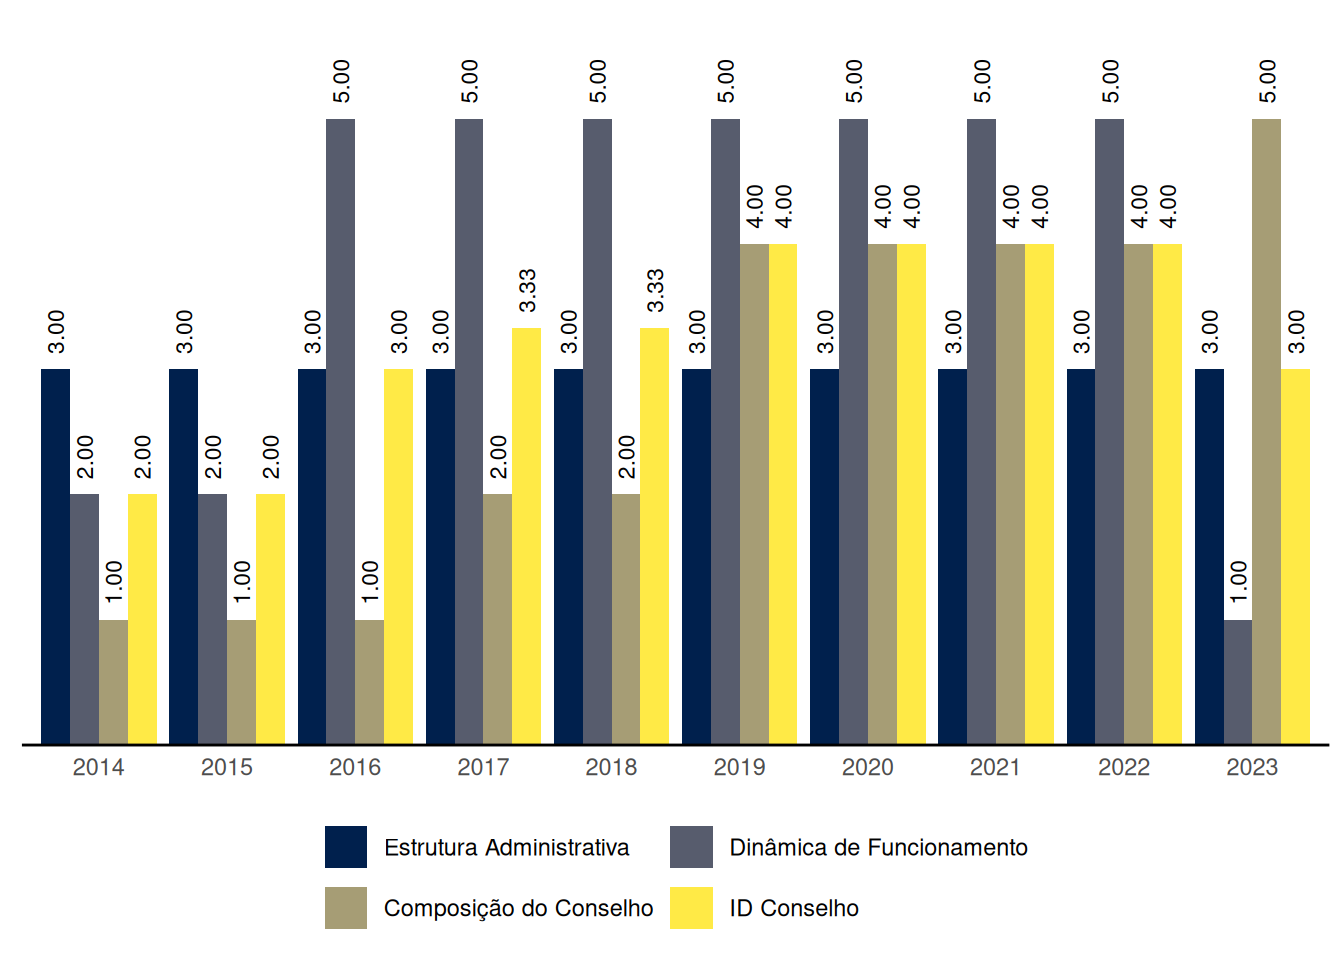 5.00 5.00 5.00 5.00 5.00 5.00 5.00 5.00
4.00 4.00 4.00 4.00 4.00 4.00 4.00 4.00
3.33 3.33
3.00 3.00 3.00 3.00 3.00 3.00 3.00 3.00 3.00 3.00 3.00 3.00
2.00 2.00 2.00 2.00 2.00 2.00
1.00 1.00 1.00 1.00
2014 2015 2016 2017 2018 2019 2020 2021 2022 2023
Estrutura Administrativa Dinâmica de Funcionamento
Composição do Conselho ID Conselho